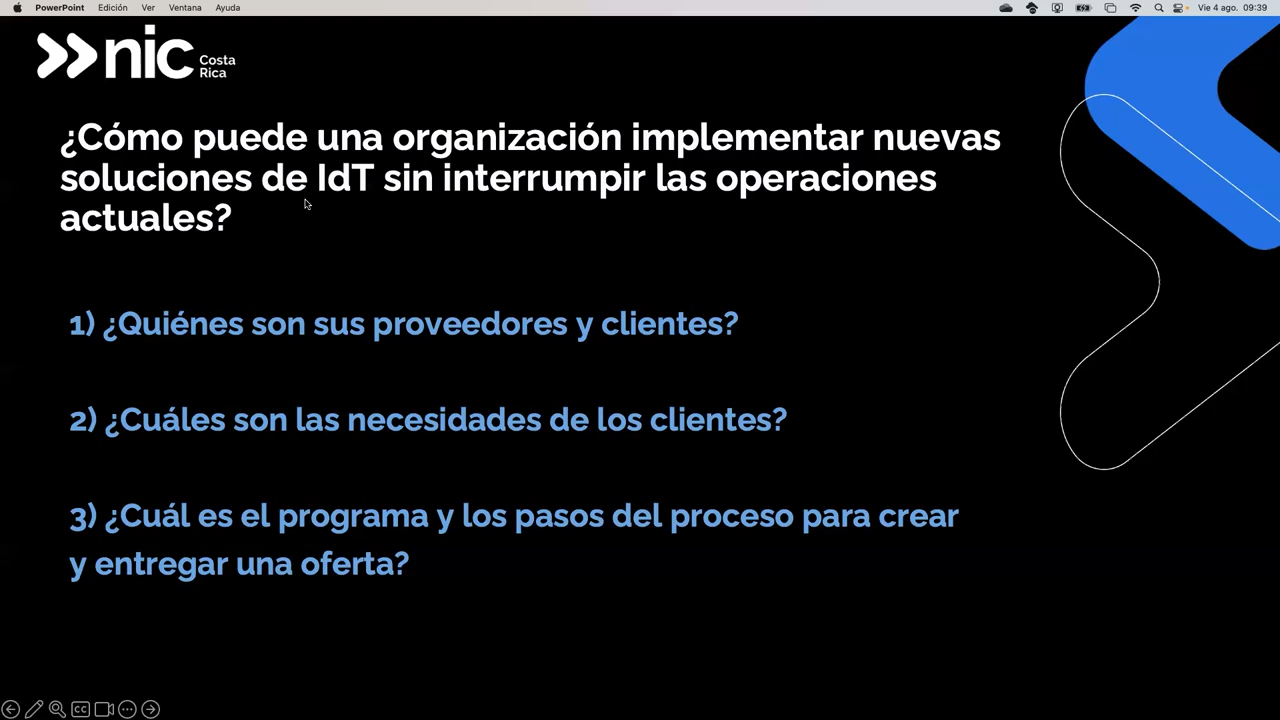 PowerPoint Edición Ver Ventana Ayuda Vie 4 ago. 09:39
nic Costa
Rica
¿Cómo puede una organización implementar nuevas
soluciones de IdT sin interrumpir las operaciones
actuales?
1) ¿Quiénes son sus proveedores y clientes?
2) ¿Cuáles son las necesidades de los clientes?
3) ¿Cuál es el programa y los pasos del proceso para crear
y entregar una oferta?
CC